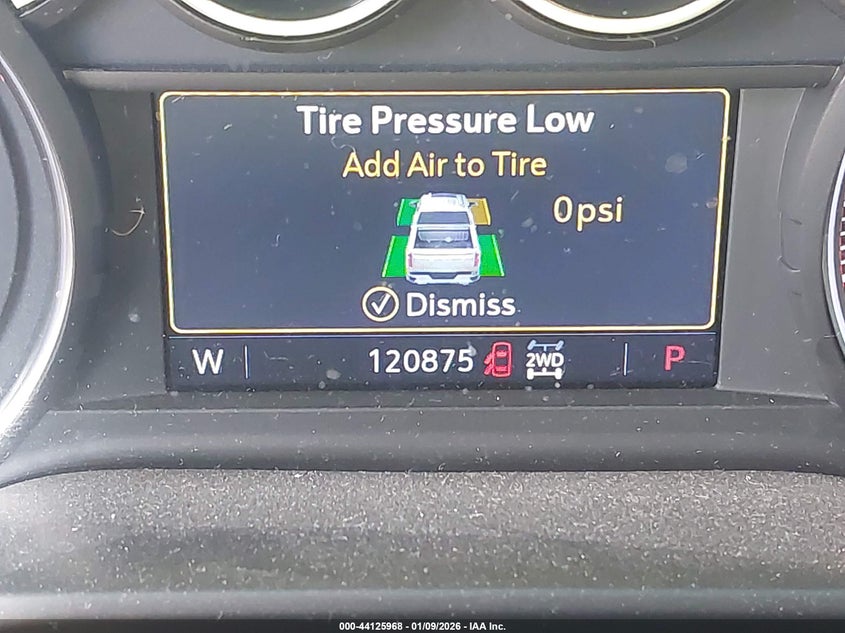 Tire Pressure Low
Add Air to Tire
0psi
Dismiss
W 120875 2WD P
000-44125968 - 01/09/2026 - IAA Inc.